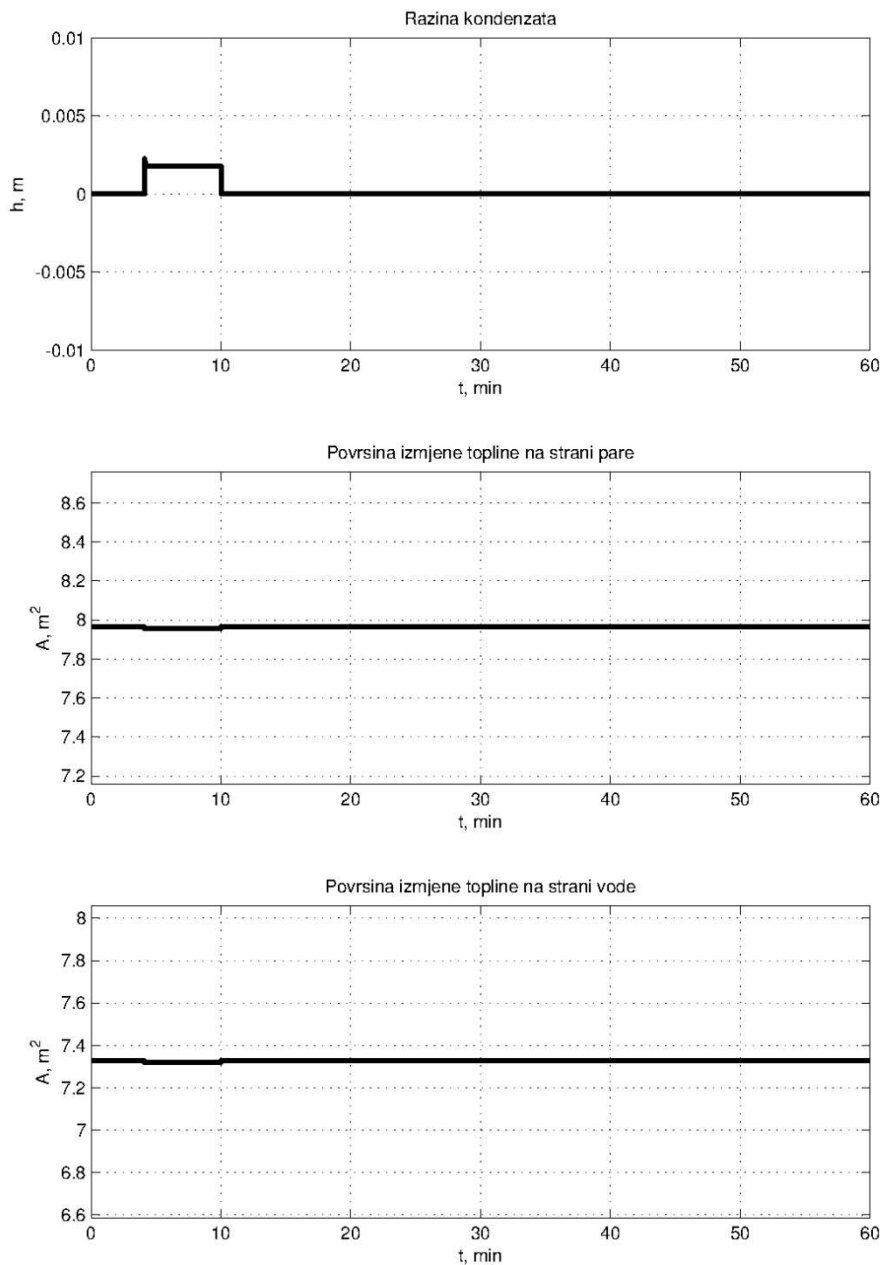 Razina kondenzata
0.01
0.005
0
-0.005
-0.01
h, m
0 10 20 30 40 50 60
t, min
Povrsina izmjene topline na strani pare
8.6
8.4
8.2
8
7.8
7.6
7.4
7.2
A, m²
0 10 20 30 40 50 60
t, min
Povrsina izmjene topline na strani vode
8
7.8
7.6
7.4
7.2
7
6.8
6.6
A, m²
0 10 20 30 40 50 60
t, min